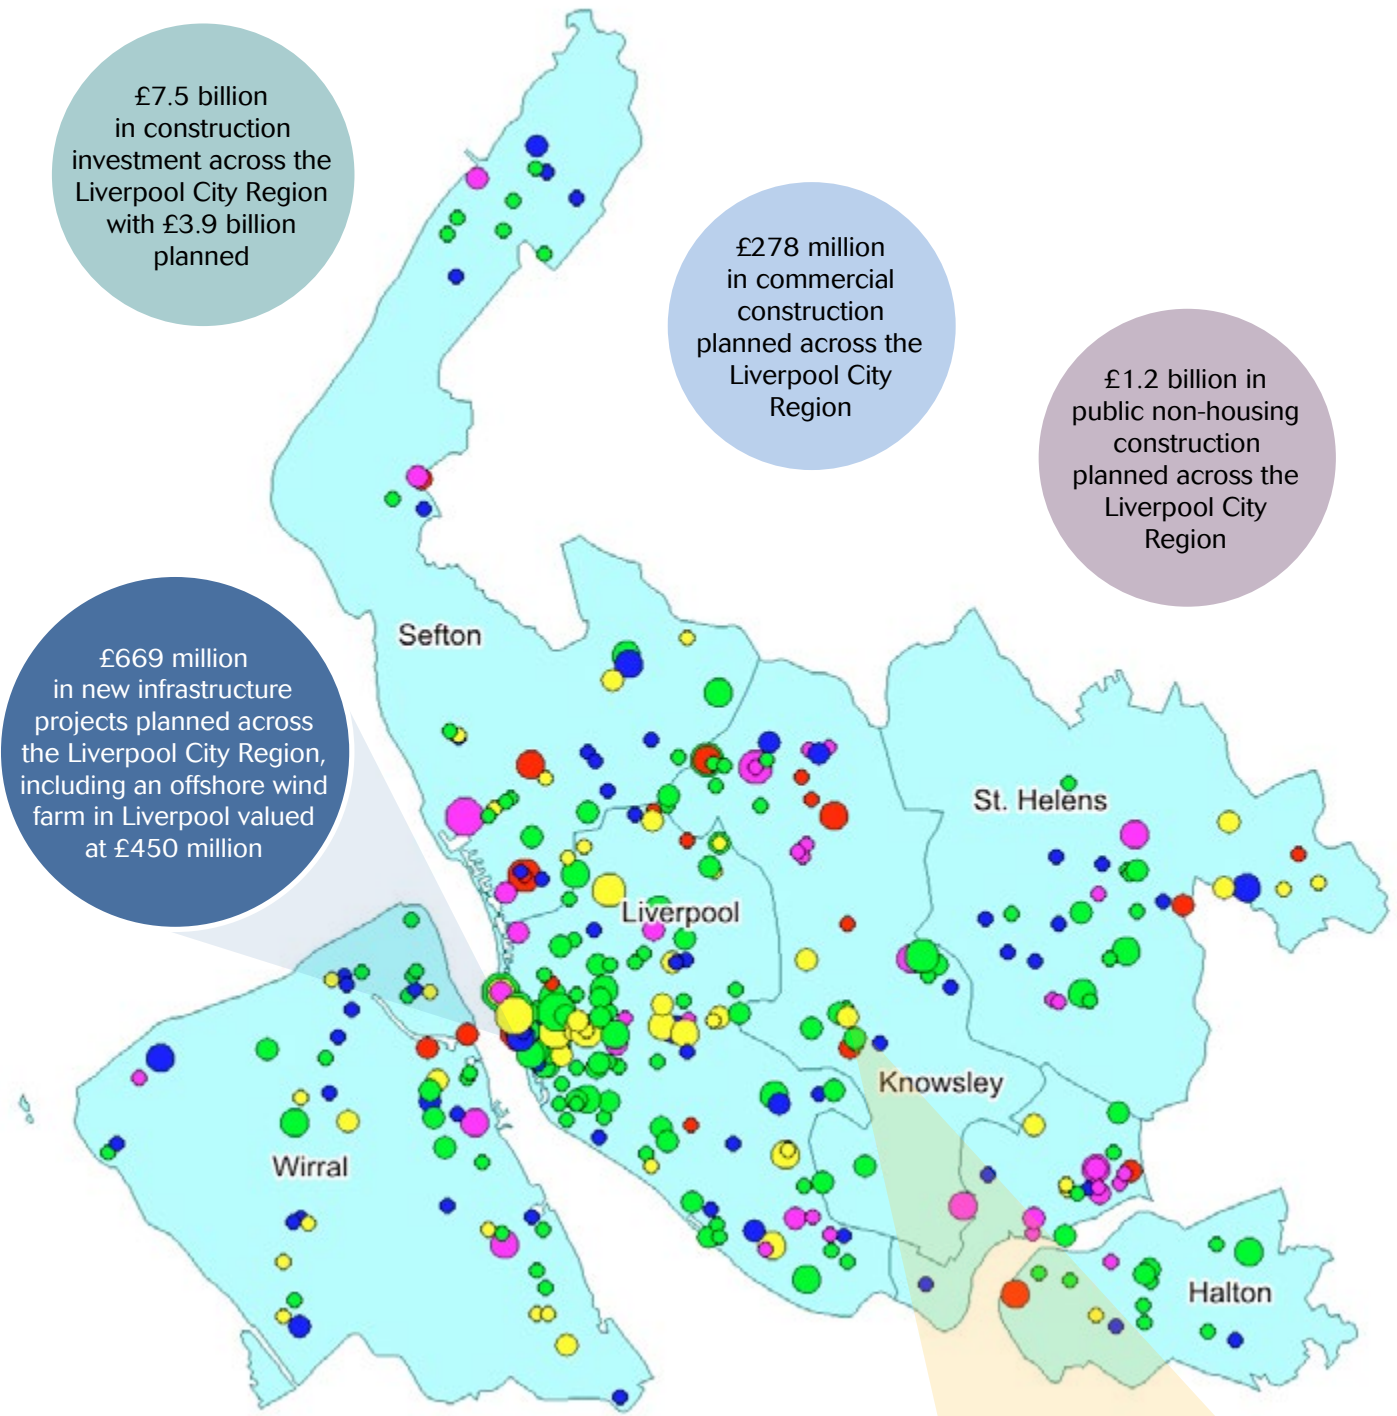 £7.5 billion
in construction
investment across the
Liverpool City Region
with £3.9 billion
planned
£278 million
in commercial
construction
planned across the
Liverpool City
Region
£1.2 billion in
public non-housing
construction
planned across the
Liverpool City
Region
£669 million
in new infrastructure
projects planned across
the Liverpool City Region,
including an offshore wind
farm in Liverpool valued
at £450 million
Sefton
St. Helens
Liverpool
Knowsley
Wirral
Halton